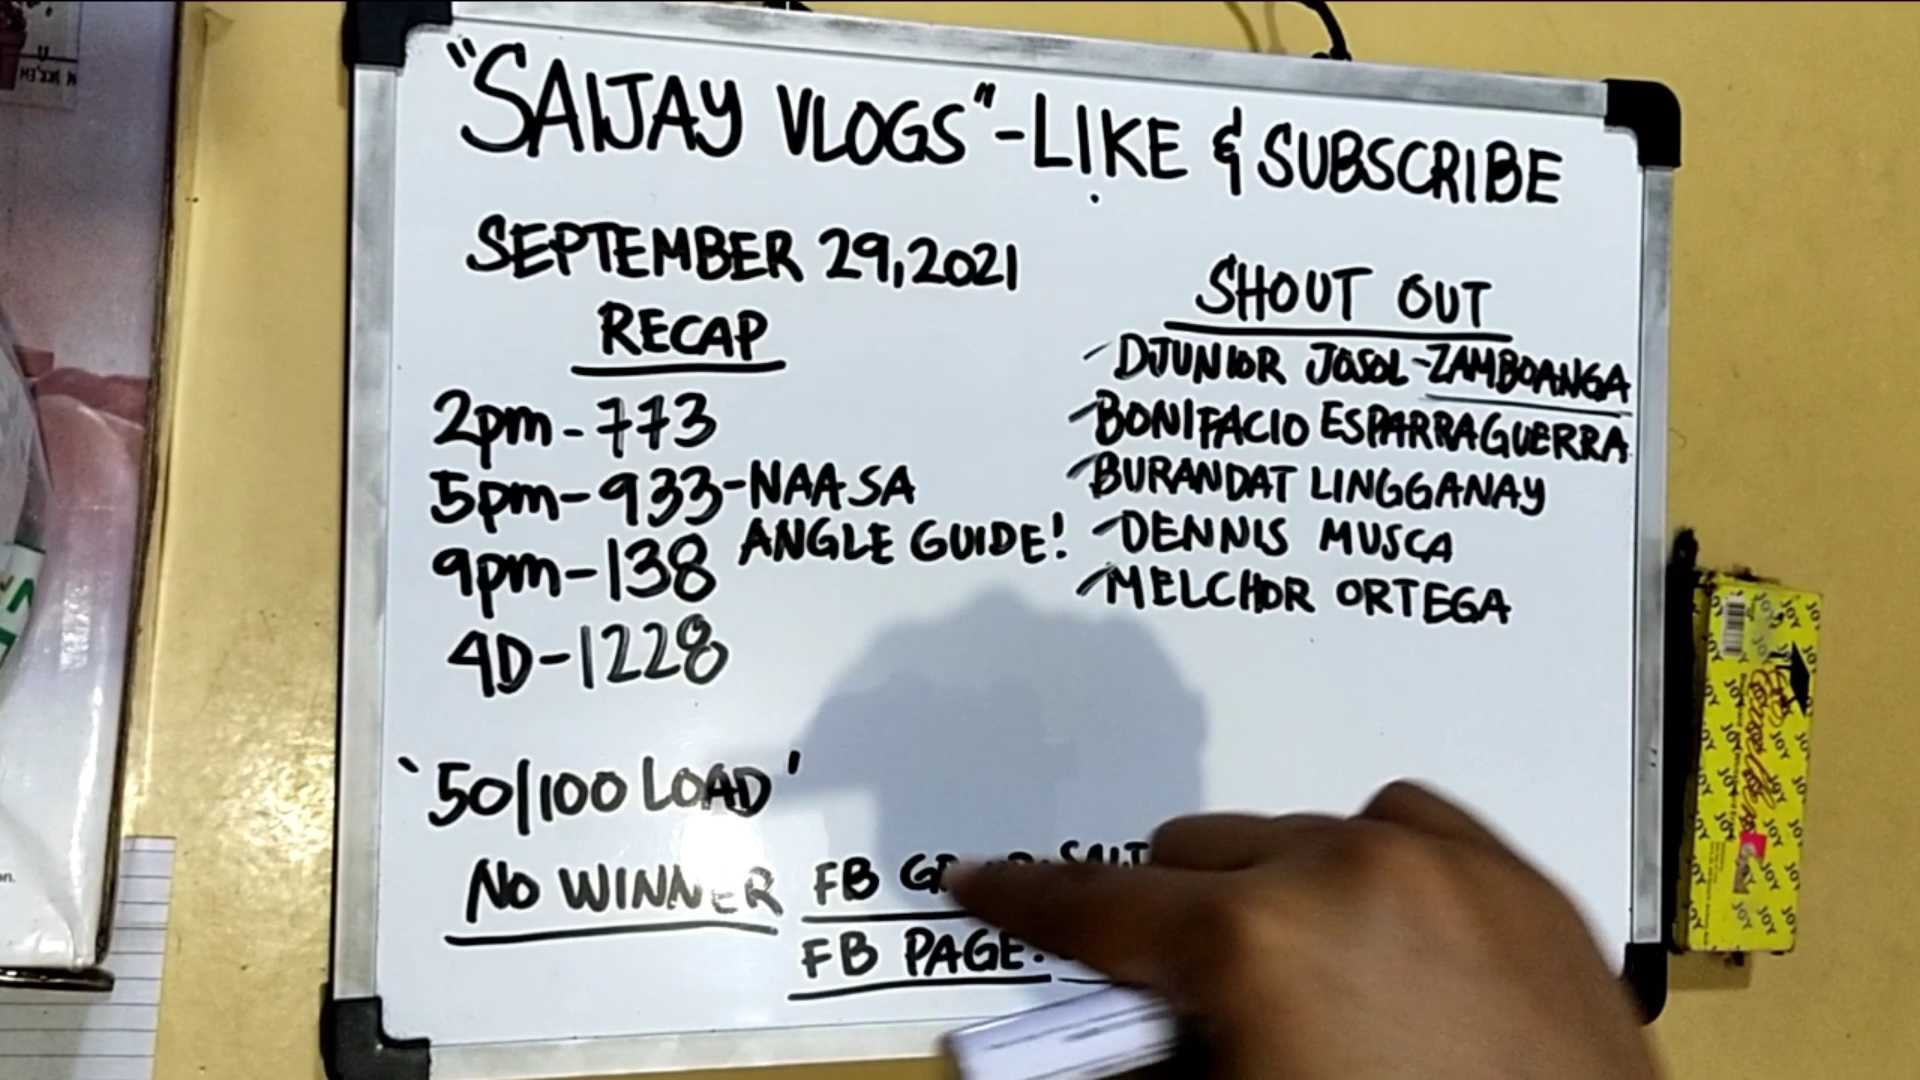 "SAIJAY VLOGS" - LIKE & SUBSCRIBE
SEPTEMBER 29, 2021
RECAP
2pm - 773
5pm - 933 - NAA SA
ANGLE GUIDE!
9pm - 138
4D - 1228
'50/100 LOAD'
NO WINNER
SHOUT OUT
DJUNIOR JOSOL - ZAMBOANGA
BONIFACIO ESPARRAGUERRA
BURANDAT LINGGANAY
DENNIS MUSCA
MELCHOR ORTEGA
FB
FB PAGE:
JOY